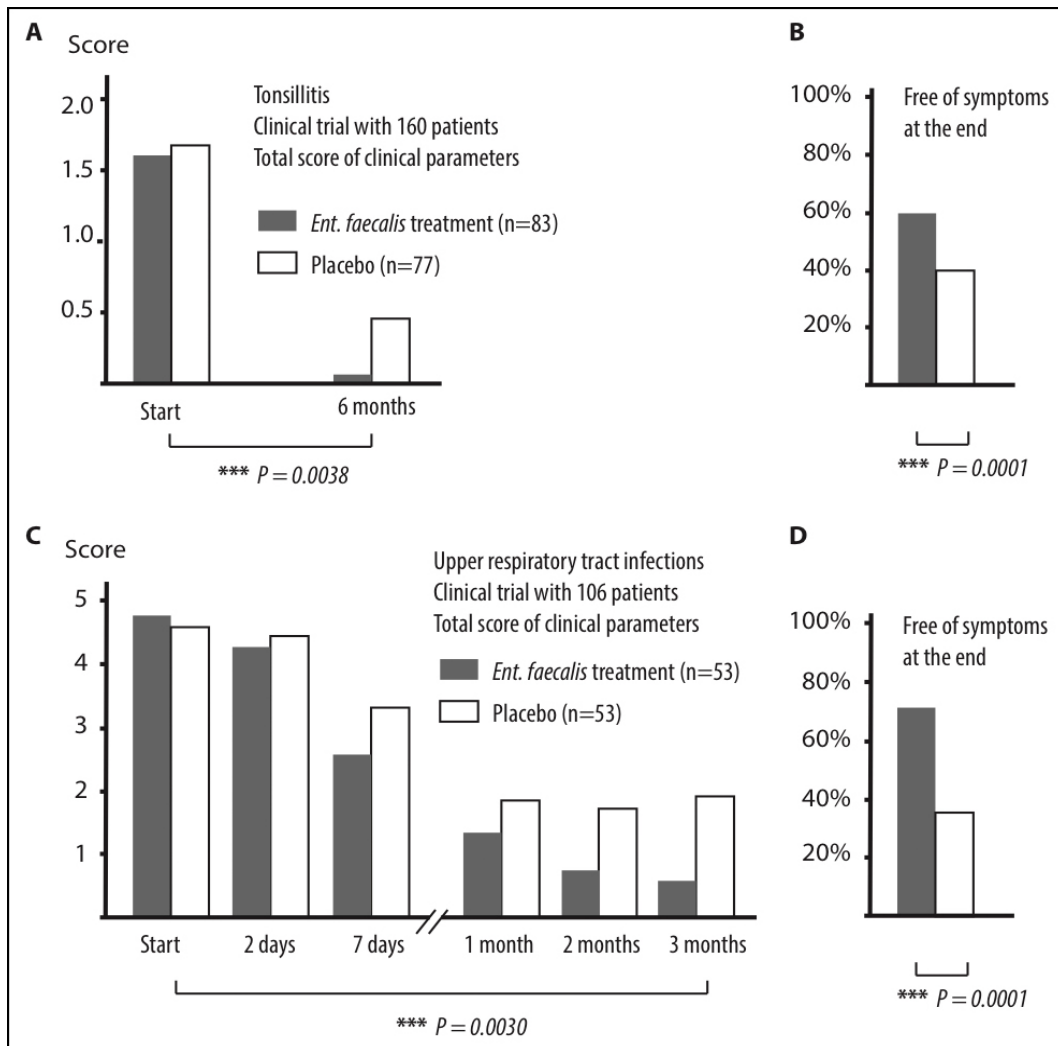 A
Score
2.0
1.5
1.0
0.5
Tonsillitis
Clinical trial with 160 patients
Total score of clinical parameters
Ent. faecalis treatment (n=83)
Placebo (n=77)
Start
6 months
*** P = 0.0038
B
100%
80%
60%
40%
20%
Free of symptoms
at the end
*** P = 0.0001
C
Score
5
4
3
2
1
Upper respiratory tract infections
Clinical trial with 106 patients
Total score of clinical parameters
Ent. faecalis treatment (n=53)
Placebo (n=53)
Start
2 days
7 days
1 month
2 months
3 months
*** P = 0.0030
D
100%
80%
60%
40%
20%
Free of symptoms
at the end
*** P = 0.0001